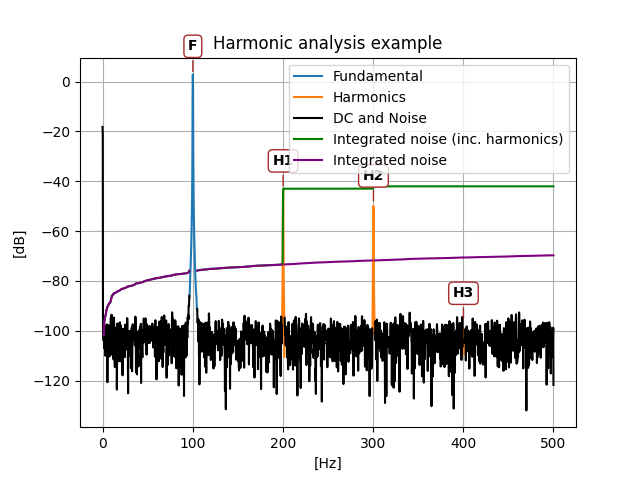 Harmonic analysis example
F
Fundamental
Harmonics
DC and Noise
Integrated noise (inc. harmonics)
Integrated noise
H1
H2
H3
[dB]
0
−20
−40
−60
−80
−100
−120
0
100
200
300
400
500
[Hz]